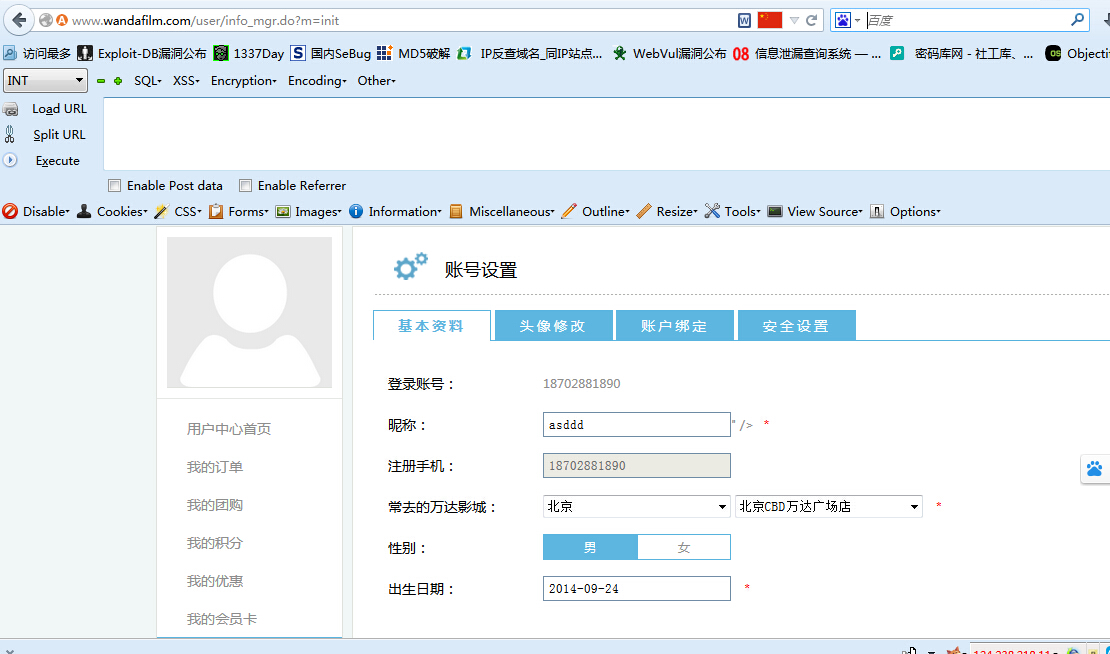 www.wandafilm.com/user/info_mgr.do?m=init 百度
访问最多 Exploit-DB漏洞公布 1337Day 国内SeBug MD5破解 IP反查域名_同IP站点... WebVul漏洞公布 08 信息泄漏查询系统 — ... 密码库网 - 社工库、... Objecti
INT SQL XSS Encryption Encoding Other
Load URL
Split URL
Execute
Enable Post data Enable Referrer
Disable Cookies CSS Forms Images Information Miscellaneous Outline Resize Tools View Source Options
账号设置
基本资料 头像修改 账户绑定 安全设置
登录账号： 18702881890
昵称： asddd "/> *
注册手机： 18702881890
常去的万达影城： 北京 北京CBD万达广场店 *
性别： 男 女
出生日期： 2014-09-24 *
用户中心首页
我的订单
我的团购
我的积分
我的优惠
我的会员卡